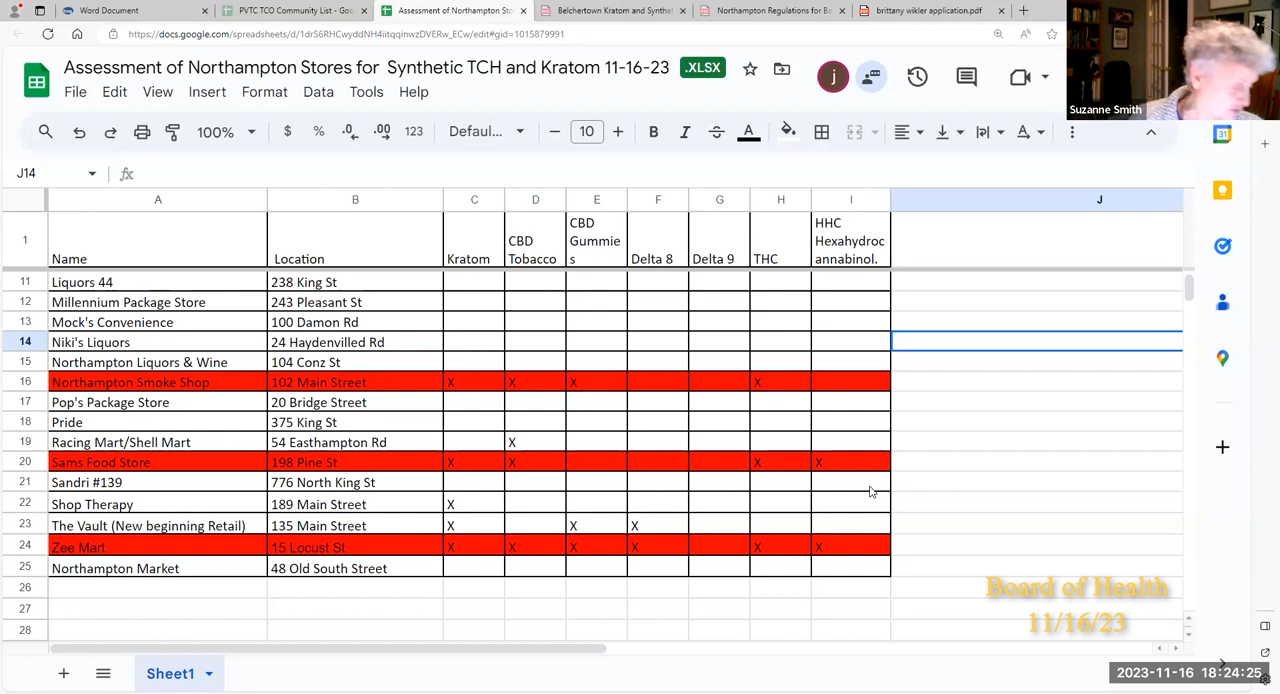 Word Document
PVTC TCO Community List - Goo
Assessment of Northampton Sto
Belchertown Kratom and Synthet
Northampton Regulations for Bo
brittany wikler application.pdf
https://docs.google.com/spreadsheets/d/1drS6RHCwyddNH4iitqqinwzDVERw_ECw/edit#gid=1015879991
Assessment of Northampton Stores for Synthetic TCH and Kratom 11-16-23 .XLSX
j
File Edit View Insert Format Data Tools Help
Suzanne Smith
100% $ % .0 .00 123 Defaul... 10 B I A
J14 fx
A B C D E F G H I J
1 Name Location Kratom CBD Tobacco CBD Gummies Delta 8 Delta 9 THC HHC Hexahydrocannabinol.
11 Liquors 44 238 King St
12 Millennium Package Store 243 Pleasant St
13 Mock's Convenience 100 Damon Rd
14 Niki's Liquors 24 Haydenvilled Rd
15 Northampton Liquors & Wine 104 Conz St
16 Northampton Smoke Shop 102 Main Street X X X X
17 Pop's Package Store 20 Bridge Street
18 Pride 375 King St
19 Racing Mart/Shell Mart 54 Easthampton Rd X
20 Sams Food Store 198 Pine St X X X X
21 Sandri #139 776 North King St
22 Shop Therapy 189 Main Street X
23 The Vault (New beginning Retail) 135 Main Street X X X
24 Zee Mart 15 Locust St X X X X X X
25 Northampton Market 48 Old South Street
26
27
28
Board of Health
11/16/23
Sheet1
2023-11-16 18:24:25